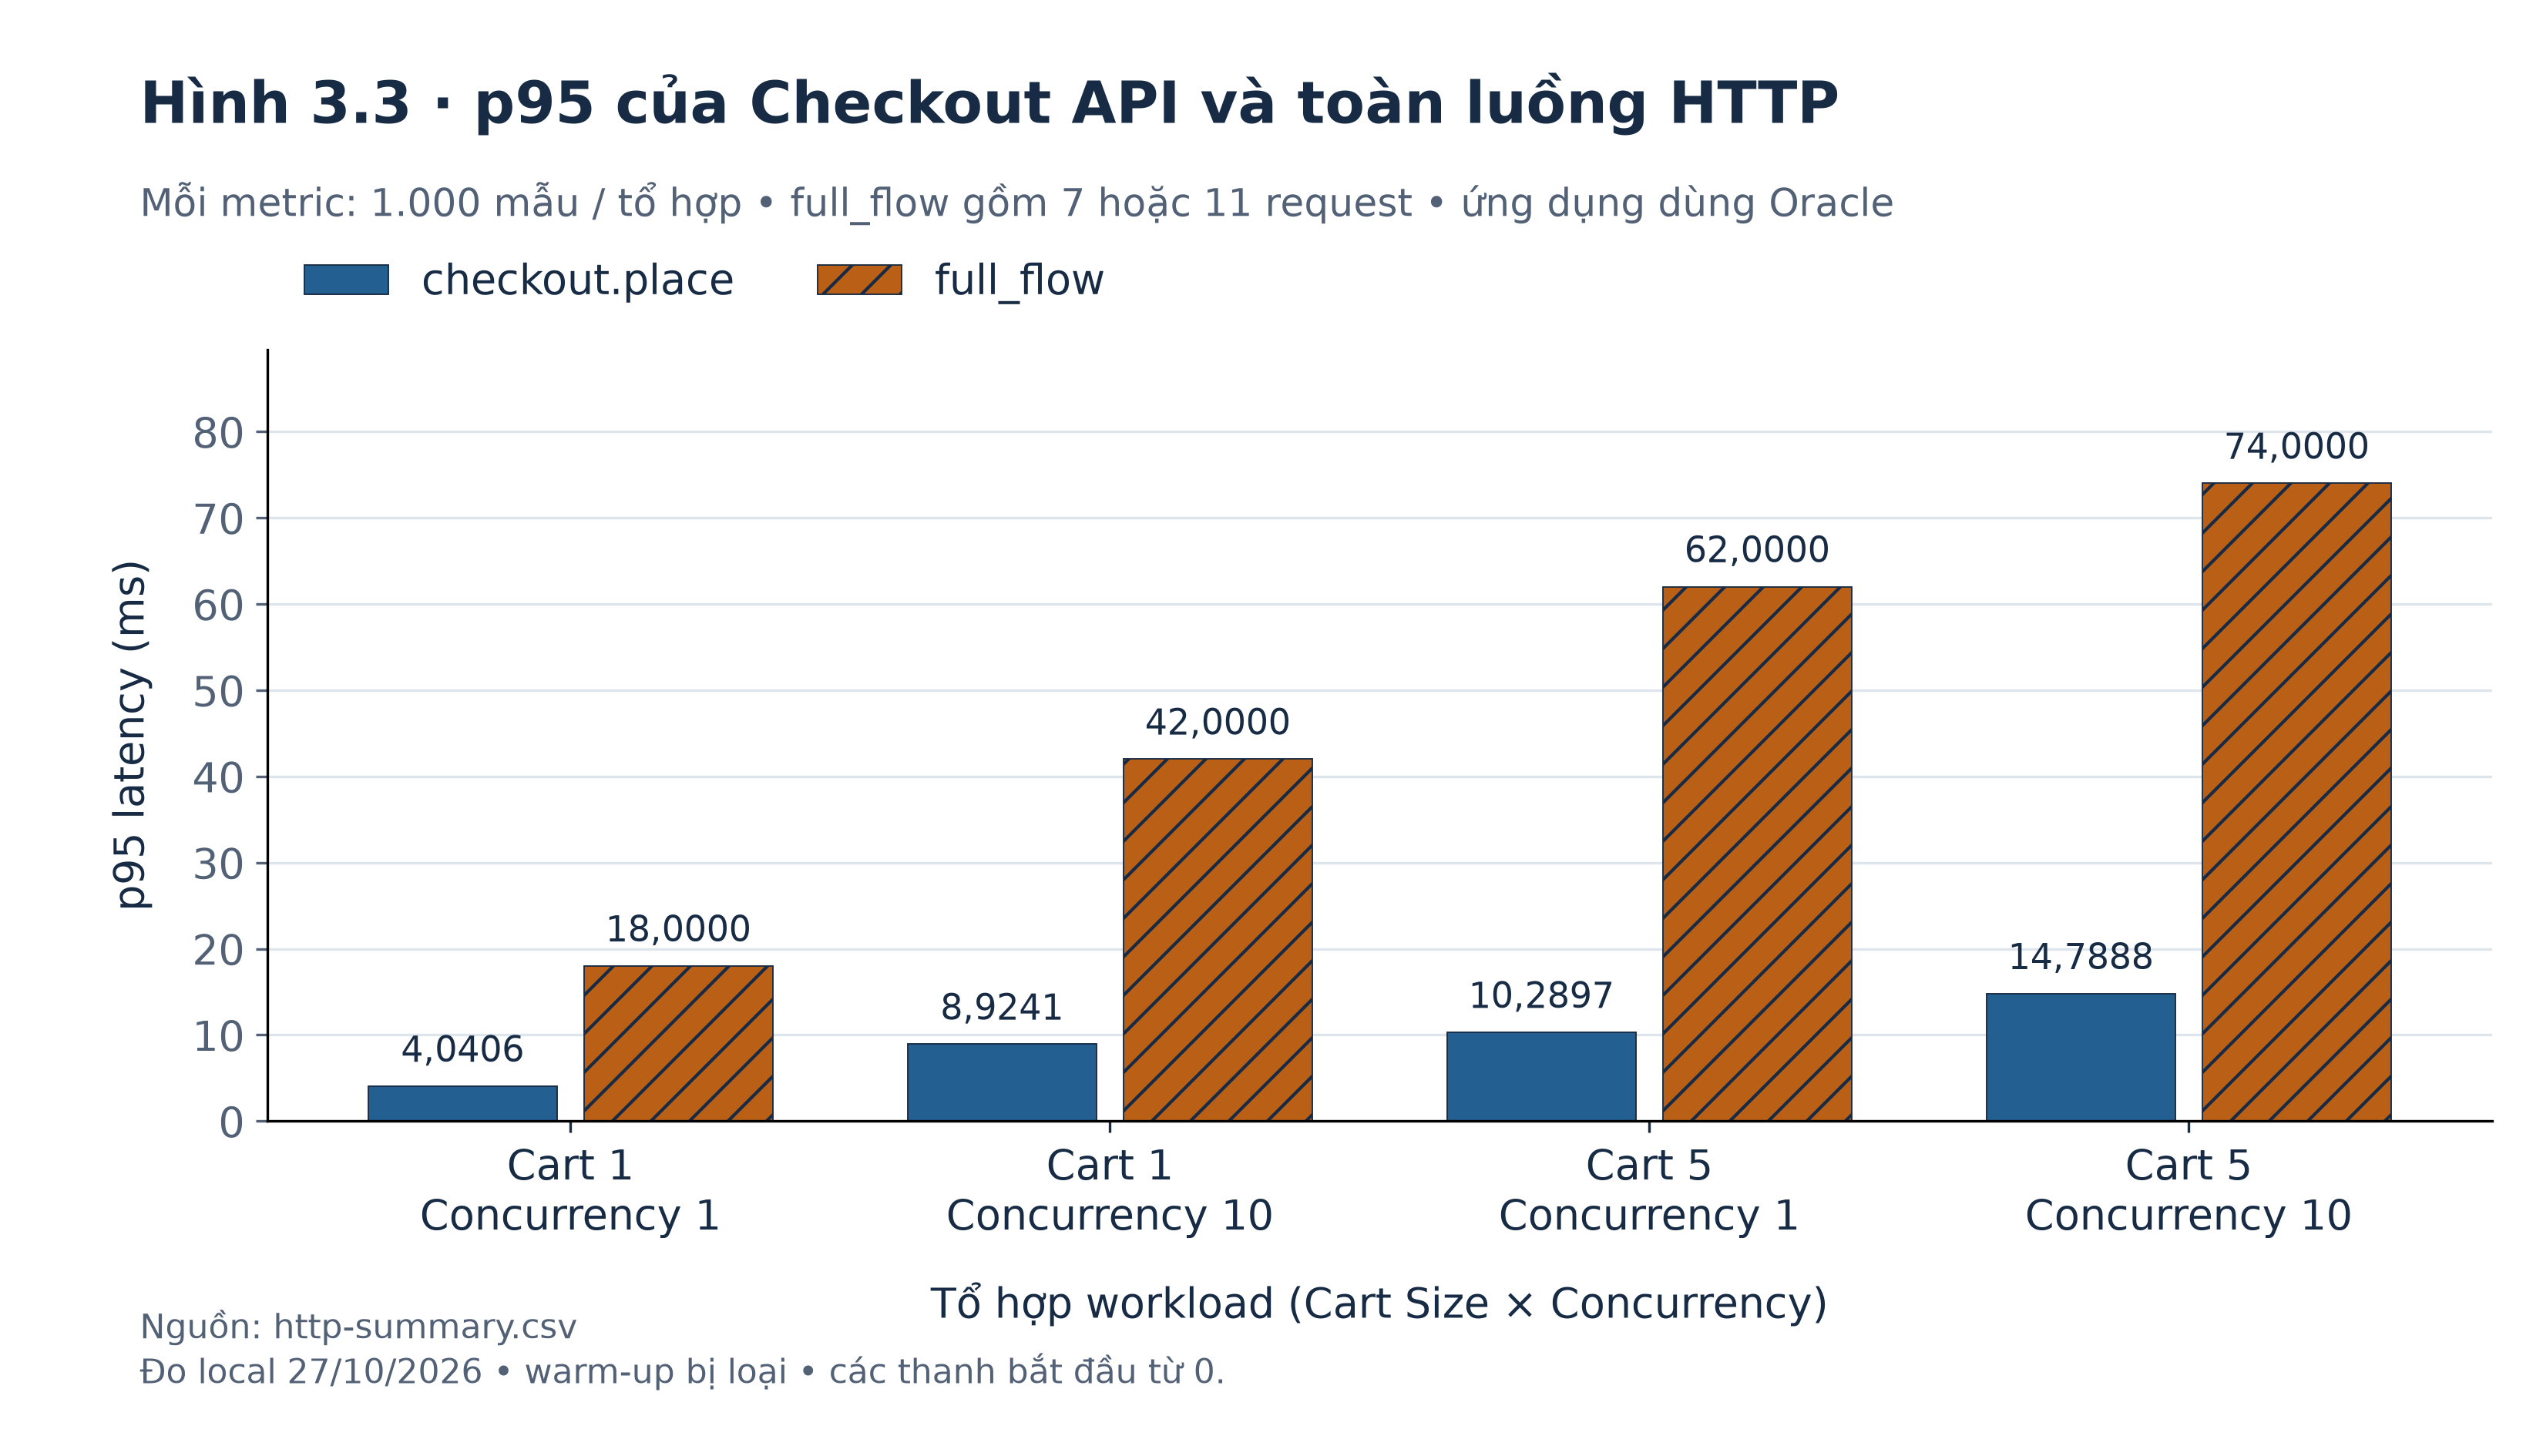 Hình 3.3 · p95 của Checkout API và toàn luồng HTTP
Mỗi metric: 1.000 mẫu / tổ hợp • full_flow gồm 7 hoặc 11 request • ứng dụng dùng Oracle
checkout.place
full_flow
p95 latency (ms)
80
70
60
50
40
30
20
10
0
4,0406
18,0000
8,9241
42,0000
10,2897
62,0000
14,7888
74,0000
Cart 1
Concurrency 1
Cart 1
Concurrency 10
Cart 5
Concurrency 1
Cart 5
Concurrency 10
Tổ hợp workload (Cart Size × Concurrency)
Nguồn: http-summary.csv
Đo local 27/10/2026 • warm-up bị loại • các thanh bắt đầu từ 0.